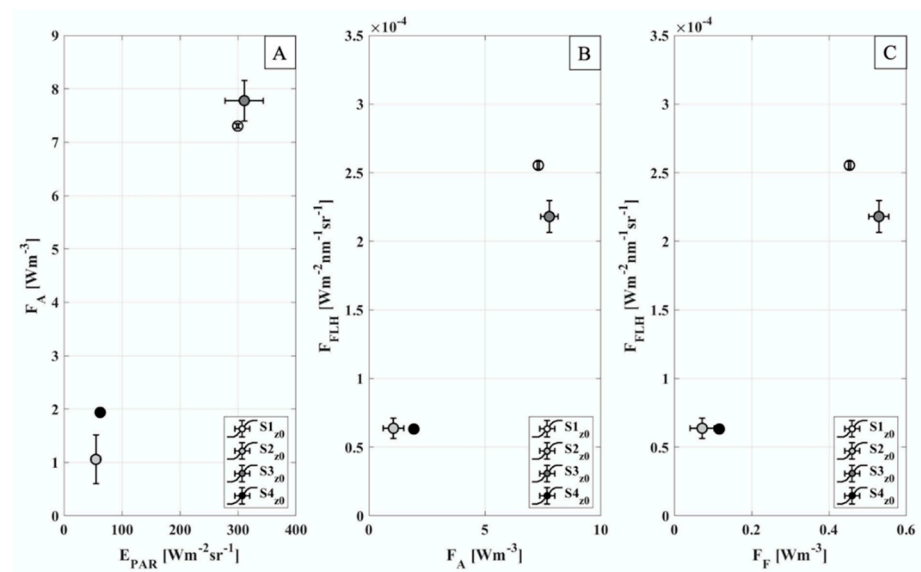 A
9
8
7
6
5
4
3
2
1
0
F_A [Wm^-3]
0 100 200 300 400
E_PAR [Wm^-2sr^-1]
S1_z0
S2_z0
S3_z0
S4_z0
×10^-4
B
3.5
3
2.5
2
1.5
1
0.5
0
F_FLH [Wm^-2nm^-1sr^-1]
0 5 10
F_A [Wm^-3]
S1_z0
S2_z0
S3_z0
S4_z0
×10^-4
C
3.5
3
2.5
2
1.5
1
0.5
0
F_FLH [Wm^-2nm^-1sr^-1]
0 0.2 0.4 0.6
F_F [Wm^-3]
S1_z0
S2_z0
S3_z0
S4_z0